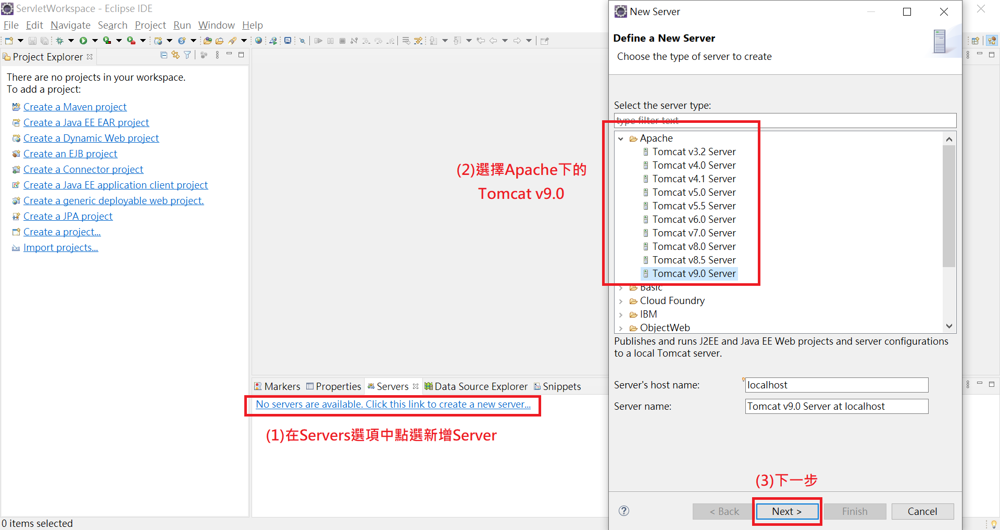 ServletWorkspace - Eclipse IDE
File Edit Navigate Search Project Run Window Help
Project Explorer
There are no projects in your workspace.
To add a project:
Create a Maven project
Create a Java EE EAR project
Create a Dynamic Web project
Create an EJB project
Create a Connector project
Create a Java EE application client project
Create a generic deployable web project.
Create a JPA project
Create a project...
Import projects...
0 items selected
(2)選擇Apache下的
Tomcat v9.0
Markers Properties Servers Data Source Explorer Snippets
No servers are available. Click this link to create a new server...
(1)在Servers選項中點選新增Server
New Server
Define a New Server
Choose the type of server to create
Select the server type:
type filter text
Apache
Tomcat v3.2 Server
Tomcat v4.0 Server
Tomcat v4.1 Server
Tomcat v5.0 Server
Tomcat v5.5 Server
Tomcat v6.0 Server
Tomcat v7.0 Server
Tomcat v8.0 Server
Tomcat v8.5 Server
Tomcat v9.0 Server
Basic
Cloud Foundry
IBM
ObjectWeb
Publishes and runs J2EE and Java EE Web projects and server configurations
to a local Tomcat server.
Server's host name: localhost
Server name: Tomcat v9.0 Server at localhost
(3)下一步
< Back Next > Finish Cancel